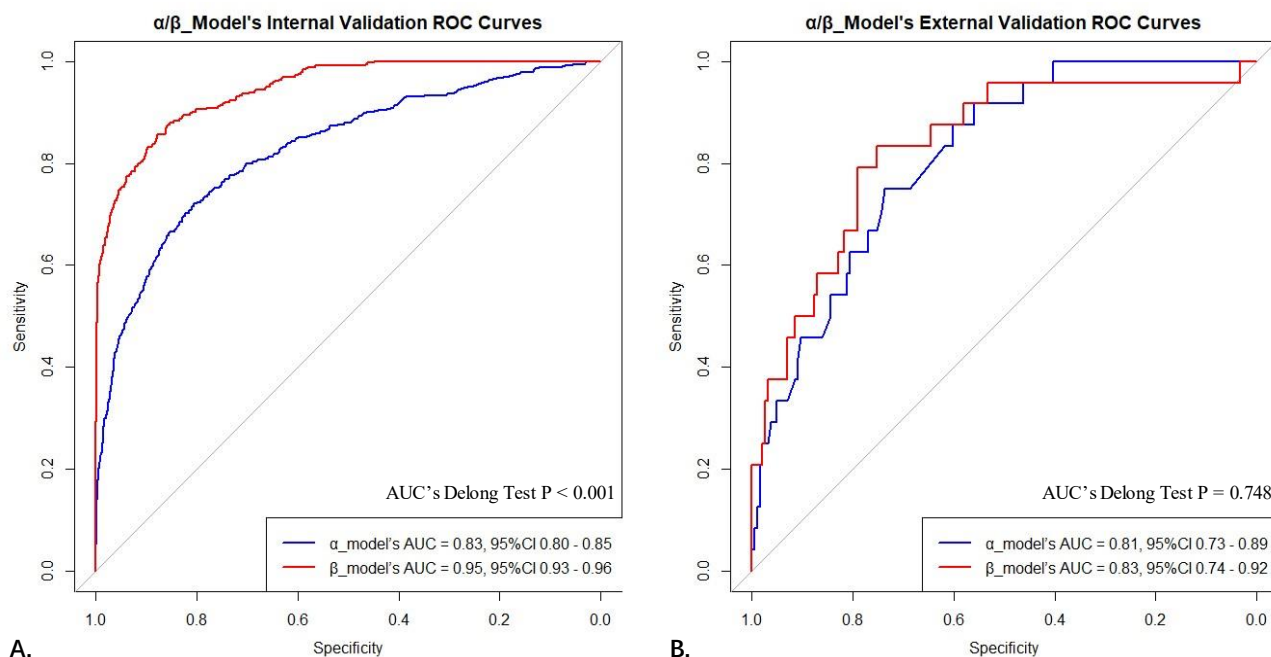 α/β_Model's Internal Validation ROC Curves
Sensitivity
1.0
0.8
0.6
0.4
0.2
0.0
AUC’s Delong Test P < 0.001
α_model's AUC = 0.83, 95%CI 0.80 - 0.85
β_model's AUC = 0.95, 95%CI 0.93 - 0.96
1.0 0.8 0.6 0.4 0.2 0.0
Specificity
A.
α/β_Model's External Validation ROC Curves
Sensitivity
1.0
0.8
0.6
0.4
0.2
0.0
AUC’s Delong Test P = 0.748
α_model's AUC = 0.81, 95%CI 0.73 - 0.89
β_model's AUC = 0.83, 95%CI 0.74 - 0.92
1.0 0.8 0.6 0.4 0.2 0.0
Specificity
B.